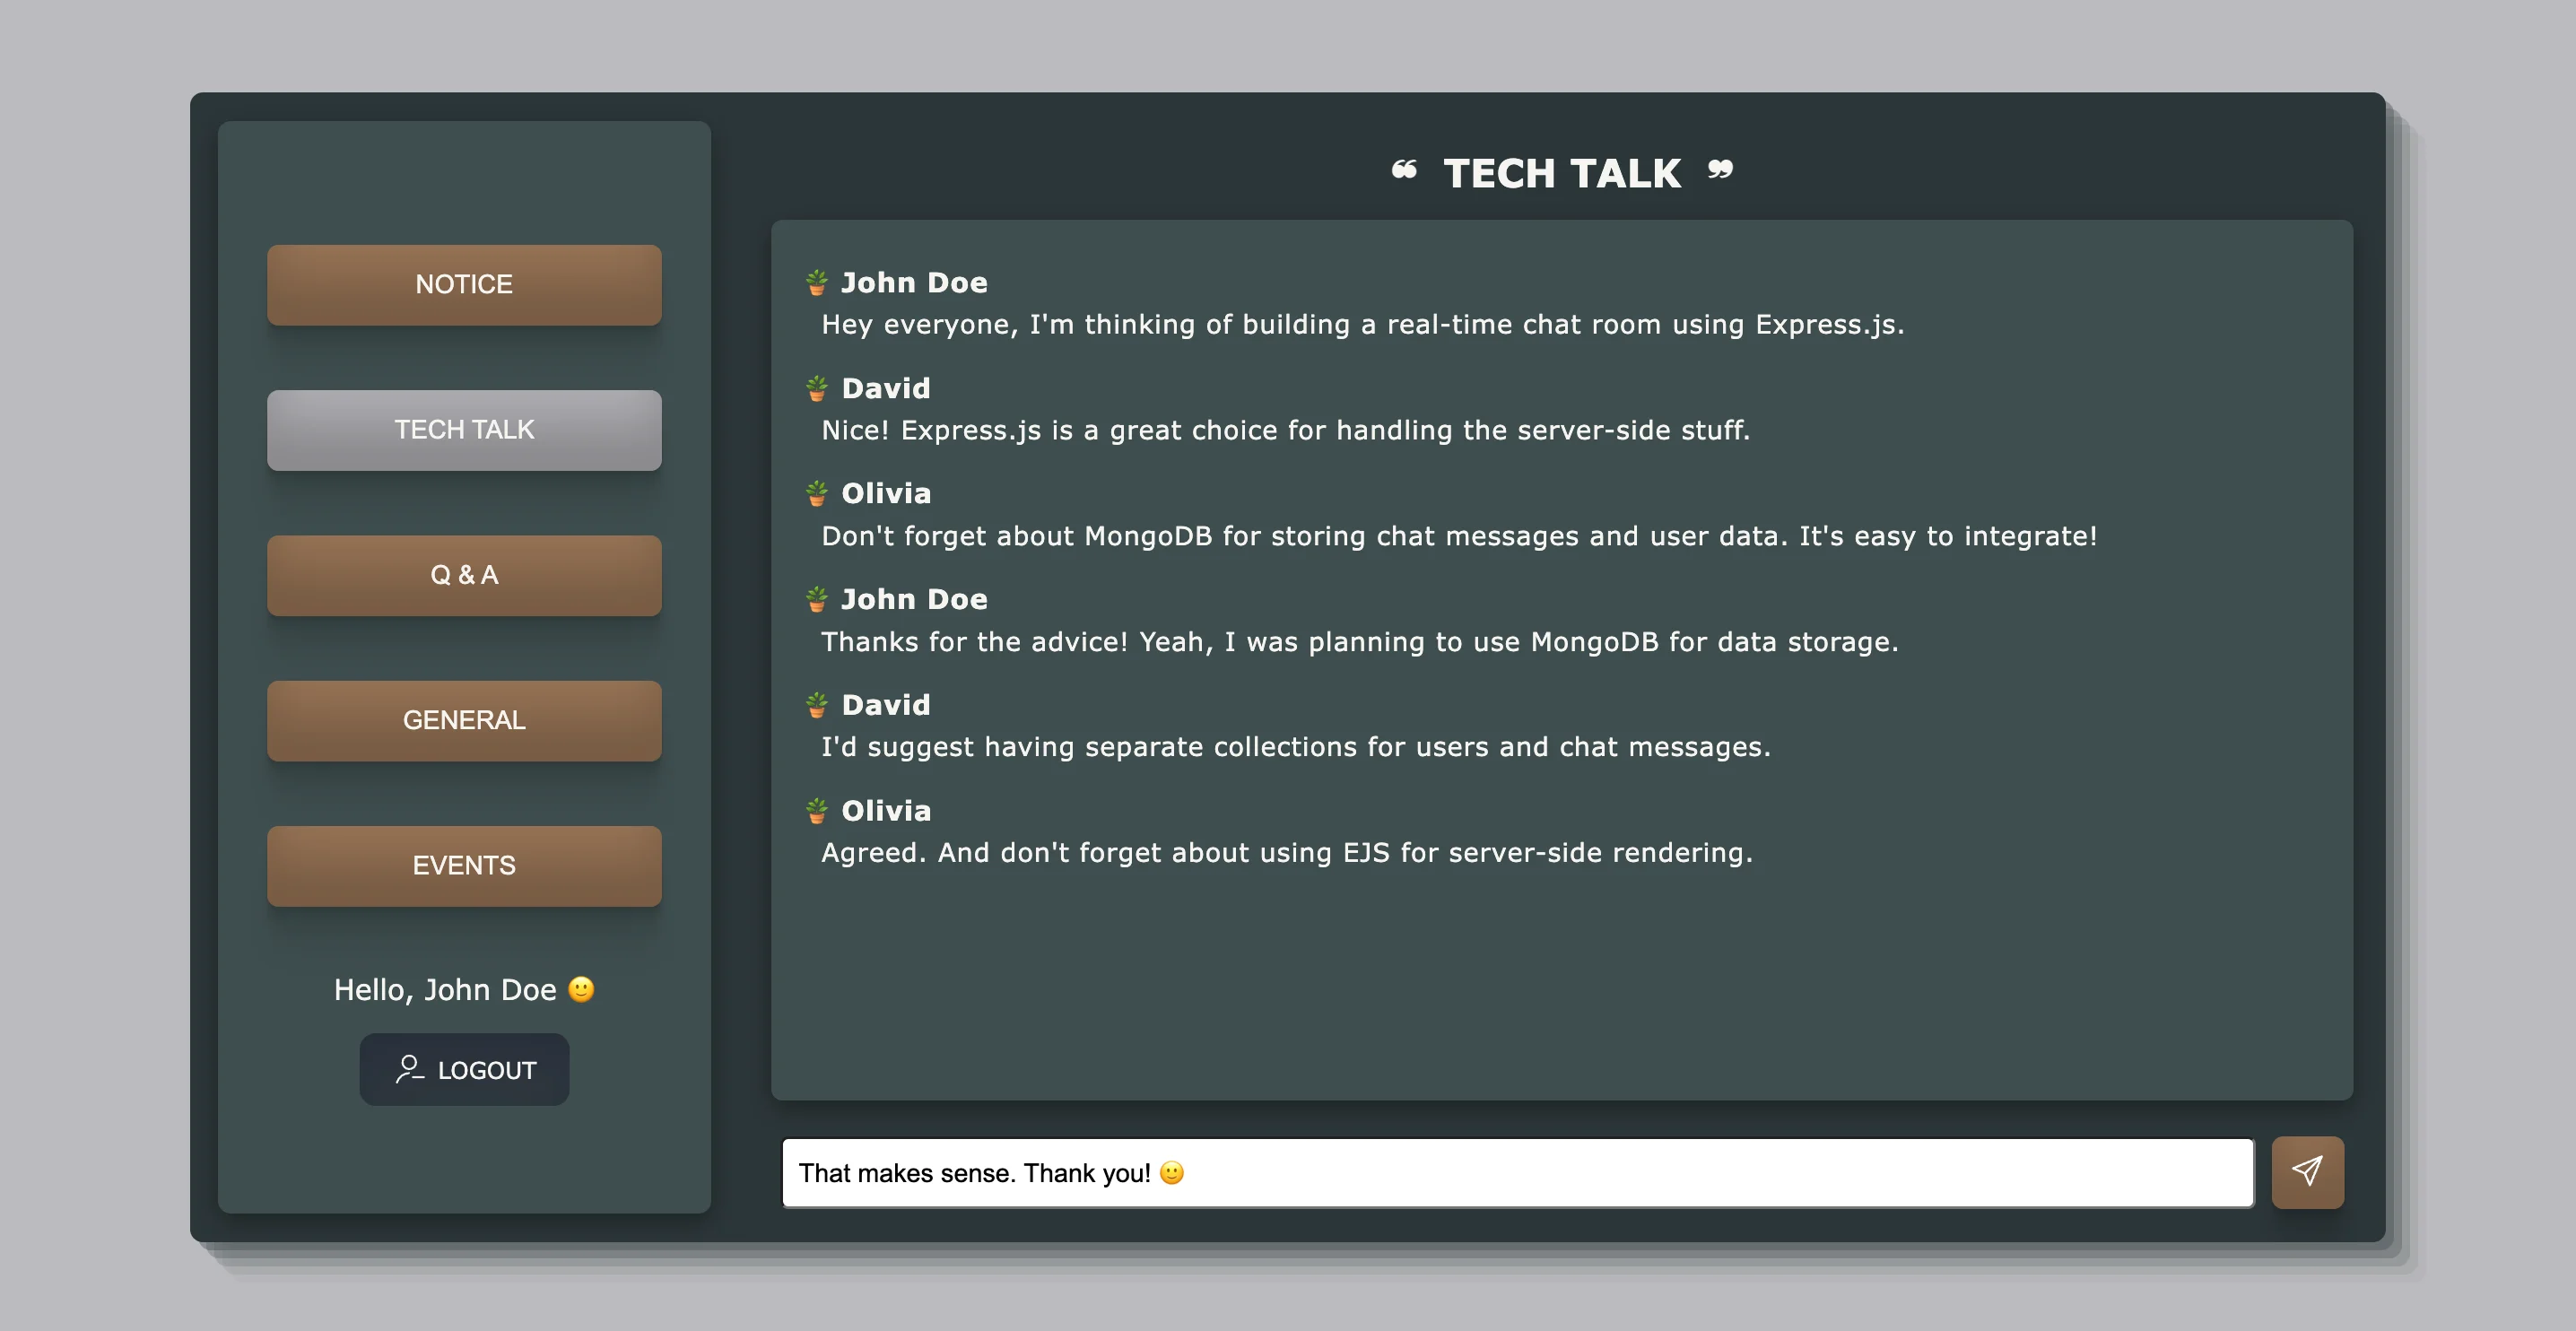 NOTICE
TECH TALK
Q & A
GENERAL
EVENTS
Hello, John Doe 🙂
LOGOUT
❝ TECH TALK ❞
🪴 John Doe
Hey everyone, I'm thinking of building a real-time chat room using Express.js.
🪴 David
Nice! Express.js is a great choice for handling the server-side stuff.
🪴 Olivia
Don't forget about MongoDB for storing chat messages and user data. It's easy to integrate!
🪴 John Doe
Thanks for the advice! Yeah, I was planning to use MongoDB for data storage.
🪴 David
I'd suggest having separate collections for users and chat messages.
🪴 Olivia
Agreed. And don't forget about using EJS for server-side rendering.
That makes sense. Thank you! 🙂